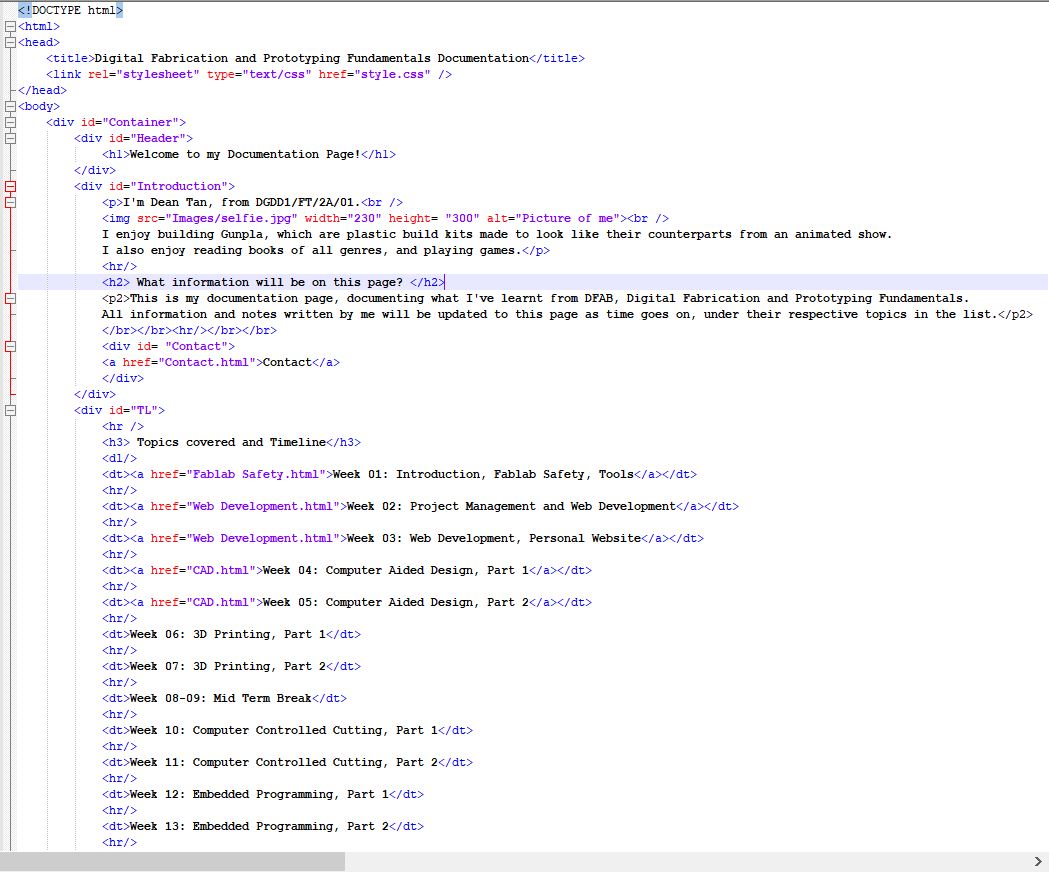 <!DOCTYPE html>
<html>
<head>
<title>Digital Fabrication and Prototyping Fundamentals Documentation</title>
<link rel="stylesheet" type="text/css" href="style.css" />
</head>
<body>
<div id="Container">
<div id="Header">
<h1>Welcome to my Documentation Page!</h1>
</div>
<div id="Introduction">
<p>I'm Dean Tan, from DGDD1/FT/2A/01.<br />
<img src="Images/selfie.jpg" width="230" height= "300" alt="Picture of me"><br />
I enjoy building Gunpla, which are plastic build kits made to look like their counterparts from an animated show.
I also enjoy reading books of all genres, and playing games.</p>
<hr/>
<h2> What information will be on this page? </h2>
<p2>This is my documentation page, documenting what I've learnt from DFAB, Digital Fabrication and Prototyping Fundamentals.
All information and notes written by me will be updated to this page as time goes on, under their respective topics in the list.</p2>
</br></br><hr/></br></br>
<div id= "Contact">
<a href="Contact.html">Contact</a>
</div>
</div>
<div id="TL">
<hr />
<h3> Topics covered and Timeline</h3>
<dl/>
<dt><a href="Fablab Safety.html">Week 01: Introduction, Fablab Safety, Tools</a></dt>
<hr/>
<dt><a href="Web Development.html">Week 02: Project Management and Web Development</a></dt>
<hr/>
<dt><a href="Web Development.html">Week 03: Web Development, Personal Website</a></dt>
<hr/>
<dt><a href="CAD.html">Week 04: Computer Aided Design, Part 1</a></dt>
<hr/>
<dt><a href="CAD.html">Week 05: Computer Aided Design, Part 2</a></dt>
<hr/>
<dt>Week 06: 3D Printing, Part 1</dt>
<hr/>
<dt>Week 07: 3D Printing, Part 2</dt>
<hr/>
<dt>Week 08-09: Mid Term Break</dt>
<hr/>
<dt>Week 10: Computer Controlled Cutting, Part 1</dt>
<hr/>
<dt>Week 11: Computer Controlled Cutting, Part 2</dt>
<hr/>
<dt>Week 12: Embedded Programming, Part 1</dt>
<hr/>
<dt>Week 13: Embedded Programming, Part 2</dt>
<hr/>